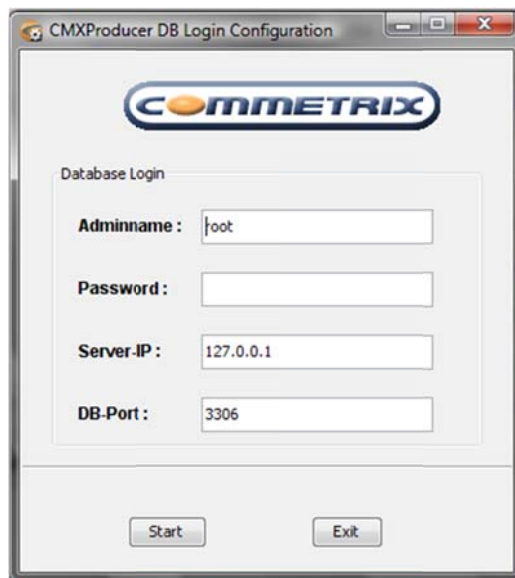 CMXProducer DB Login Configuration
COMMETRIX
Database Login
Adminname : root
Password :
Server-IP : 127.0.0.1
DB-Port : 3306
Start Exit